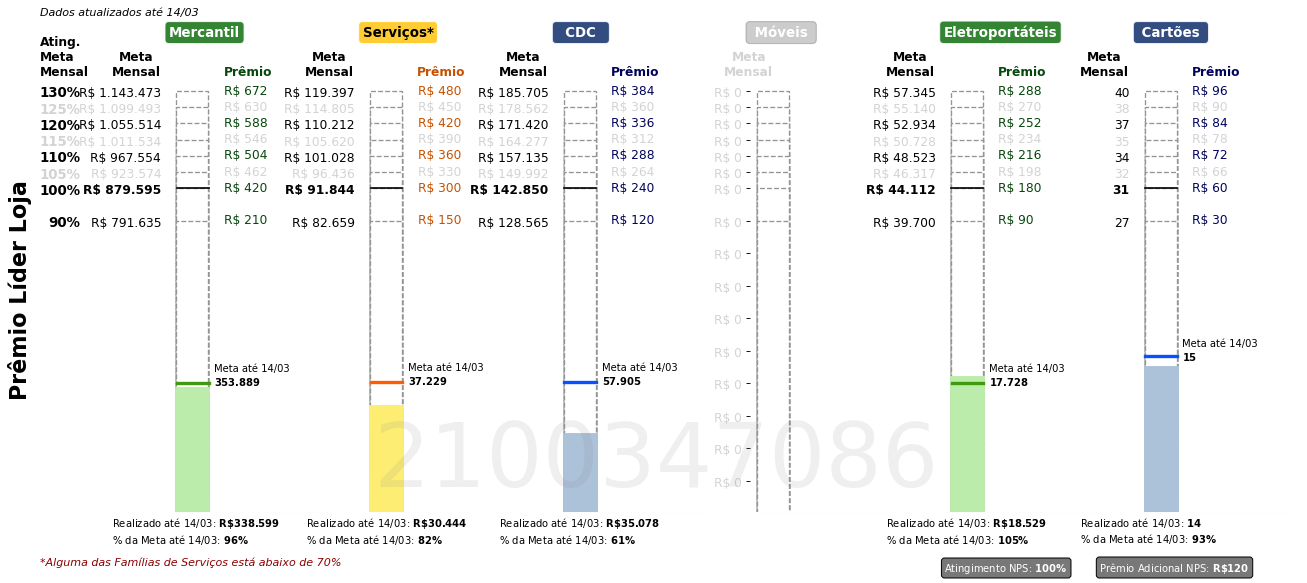 Dados atualizados até 14/03
Mercantil Serviços* CDC Móveis Eletroportáteis Cartões
Ating. Meta Mensal Meta Mensal Prêmio Meta Mensal Prêmio Meta Mensal Prêmio Meta Mensal Meta Mensal Prêmio Meta Mensal Prêmio
130% R$ 1.143.473 R$ 672 R$ 119.397 R$ 480 R$ 185.705 R$ 384 R$ 0 R$ 57.345 R$ 288 40 R$ 96
125% R$ 1.099.493 R$ 630 R$ 114.805 R$ 450 R$ 178.562 R$ 360 R$ 0 R$ 55.140 R$ 270 38 R$ 90
120% R$ 1.055.514 R$ 588 R$ 110.212 R$ 420 R$ 171.420 R$ 336 R$ 0 R$ 52.934 R$ 252 37 R$ 84
115% R$ 1.011.534 R$ 546 R$ 105.620 R$ 390 R$ 164.277 R$ 312 R$ 0 R$ 50.728 R$ 234 35 R$ 78
110% R$ 967.554 R$ 504 R$ 101.028 R$ 360 R$ 157.135 R$ 288 R$ 0 R$ 48.523 R$ 216 34 R$ 72
105% R$ 923.574 R$ 462 R$ 96.436 R$ 330 R$ 149.992 R$ 264 R$ 0 R$ 46.317 R$ 198 32 R$ 66
100% R$ 879.595 R$ 420 R$ 91.844 R$ 300 R$ 142.850 R$ 240 R$ 0 R$ 44.112 R$ 180 31 R$ 60
90% R$ 791.635 R$ 210 R$ 82.659 R$ 150 R$ 128.565 R$ 120 R$ 0 R$ 39.700 R$ 90 27 R$ 30
R$ 0
R$ 0
R$ 0
R$ 0
R$ 0
R$ 0
R$ 0
R$ 0
Prêmio Líder Loja
Meta até 14/03
353.889
Meta até 14/03
37.229
Meta até 14/03
57.905
Meta até 14/03
17.728
Meta até 14/03
15
2100347086
Realizado até 14/03: R$338.599
% da Meta até 14/03: 96%
Realizado até 14/03: R$30.444
% da Meta até 14/03: 82%
Realizado até 14/03: R$35.078
% da Meta até 14/03: 61%
Realizado até 14/03: R$18.529
% da Meta até 14/03: 105%
Realizado até 14/03: 14
% da Meta até 14/03: 93%
*Alguma das Famílias de Serviços está abaixo de 70%
Atingimento NPS: 100%
Prêmio Adicional NPS: R$120